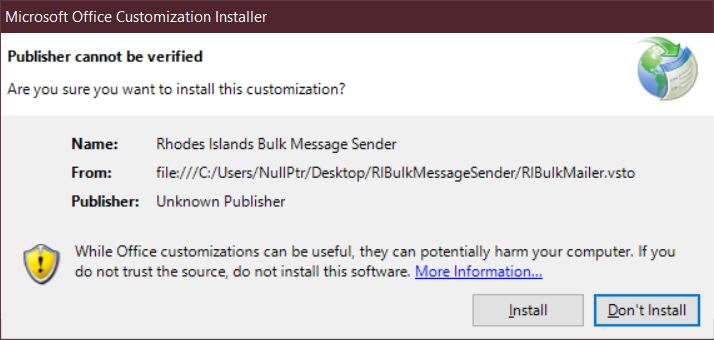 Microsoft Office Customization Installer
Publisher cannot be verified
Are you sure you want to install this customization?
Name: Rhodes Islands Bulk Message Sender
From: file:///C:/Users/NullPtr/Desktop/RIBulkMessageSender/RIBulkMailer.vsto
Publisher: Unknown Publisher
While Office customizations can be useful, they can potentially harm your computer. If you
do not trust the source, do not install this software. More Information...
Install Don't Install